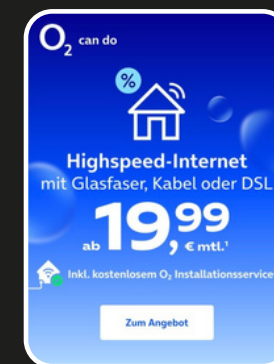 O₂ can do
%
Highspeed-Internet
mit Glasfaser, Kabel oder DSL
ab 19,99 € mtl.¹
Inkl. kostenlosem O₂ Installationsservice
Zum Angebot